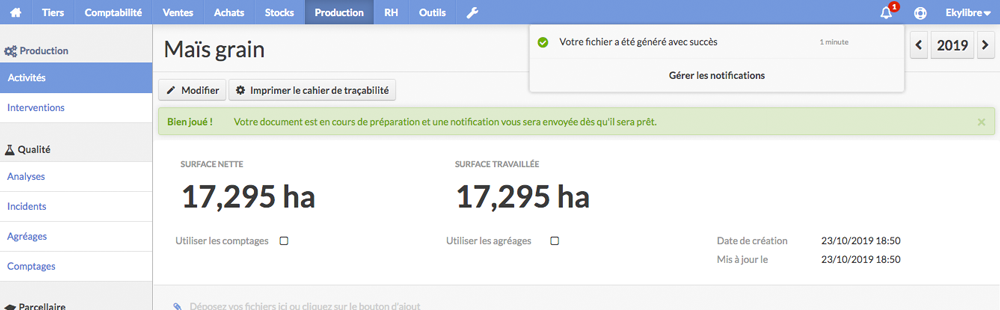 Tiers Comptabilité Ventes Achats Stocks Production RH Outils 1 Ekylibre
Production
Activités
Interventions
Qualité
Analyses
Incidents
Agréages
Comptages
Parcellaire
Maïs grain
Votre fichier a été généré avec succès 1 minute
Gérer les notifications
2019
Modifier Imprimer le cahier de traçabilité
Bien joué ! Votre document est en cours de préparation et une notification vous sera envoyée dès qu'il sera prêt. ×
SURFACE NETTE SURFACE TRAVAILLÉE
17,295 ha 17,295 ha
Utiliser les comptages Utiliser les agréages Date de création 23/10/2019 18:50
Mis à jour le 23/10/2019 18:50
Déposez vos fichiers ici ou cliquez sur le bouton d'ajout